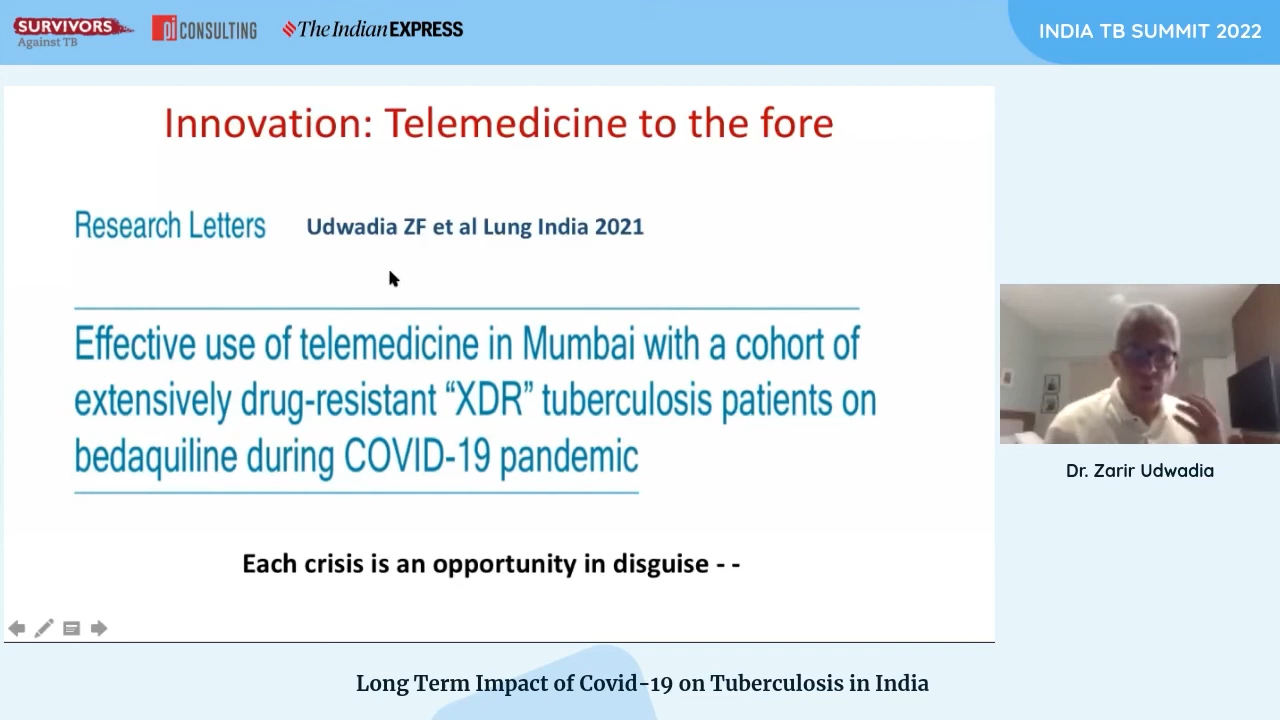 SURVIVORS
Against TB
pi CONSULTING
The Indian EXPRESS
INDIA TB SUMMIT 2022
Innovation: Telemedicine to the fore
Research Letters
Udwadia ZF et al Lung India 2021
Effective use of telemedicine in Mumbai with a cohort of
extensively drug-resistant “XDR” tuberculosis patients on
bedaquiline during COVID-19 pandemic
Each crisis is an opportunity in disguise - -
Dr. Zarir Udwadia
Long Term Impact of Covid-19 on Tuberculosis in India